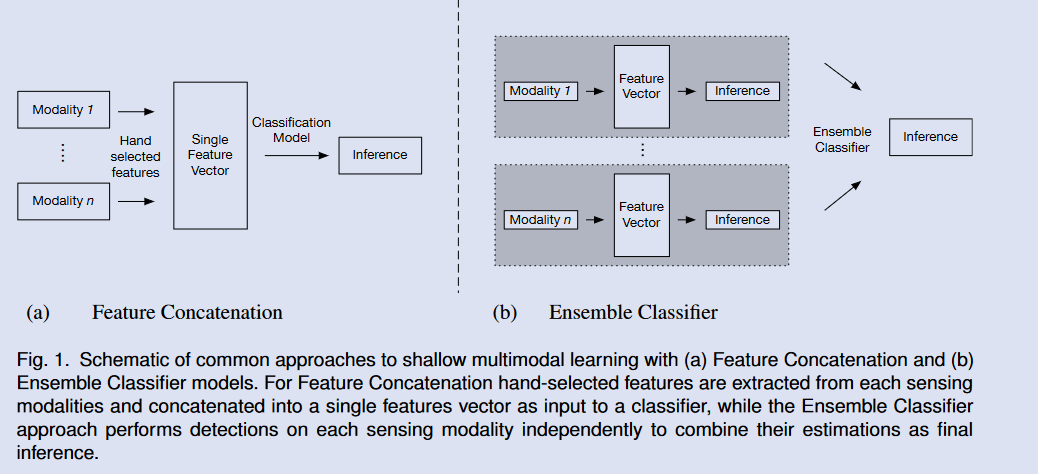 Modality 1
Hand
selected
features
Modality n
Single
Feature
Vector
Classification
Model
Inference
(a) Feature Concatenation
Modality 1
Feature
Vector
Inference
Modality n
Feature
Vector
Inference
Ensemble
Classifier
Inference
(b) Ensemble Classifier
Fig. 1. Schematic of common approaches to shallow multimodal learning with (a) Feature Concatenation and (b)
Ensemble Classifier models. For Feature Concatenation hand-selected features are extracted from each sensing
modalities and concatenated into a single features vector as input to a classifier, while the Ensemble Classifier
approach performs detections on each sensing modality independently to combine their estimations as final
inference.